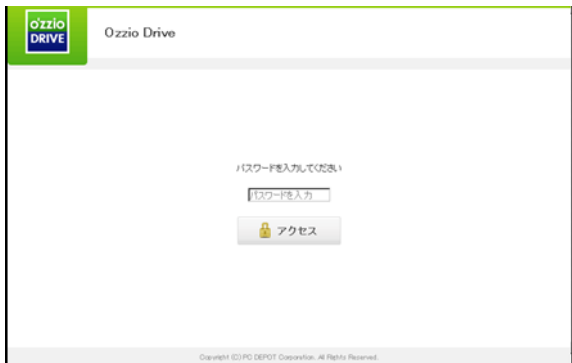 o'zzio
DRIVE
Ozzio Drive
パスワードを入力してください
パスワードを入力
アクセス
Copyright (C) PC DEPOT Corporation. All Rights Reserved.